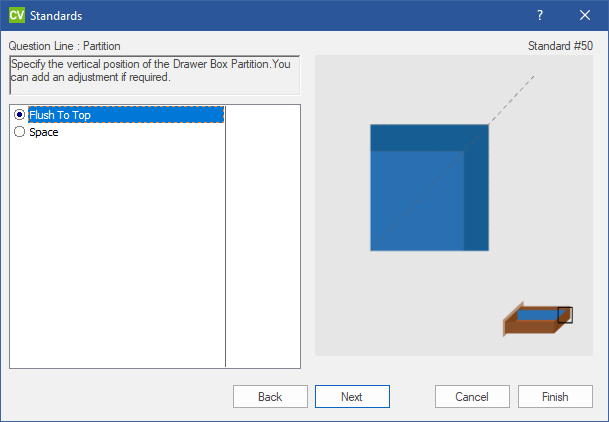 CV Standards ?
Question Line : Partition
Standard #50
Specify the vertical position of the Drawer Box Partition.You
can add an adjustment if required.
Flush To Top
Space
Back Next Cancel Finish